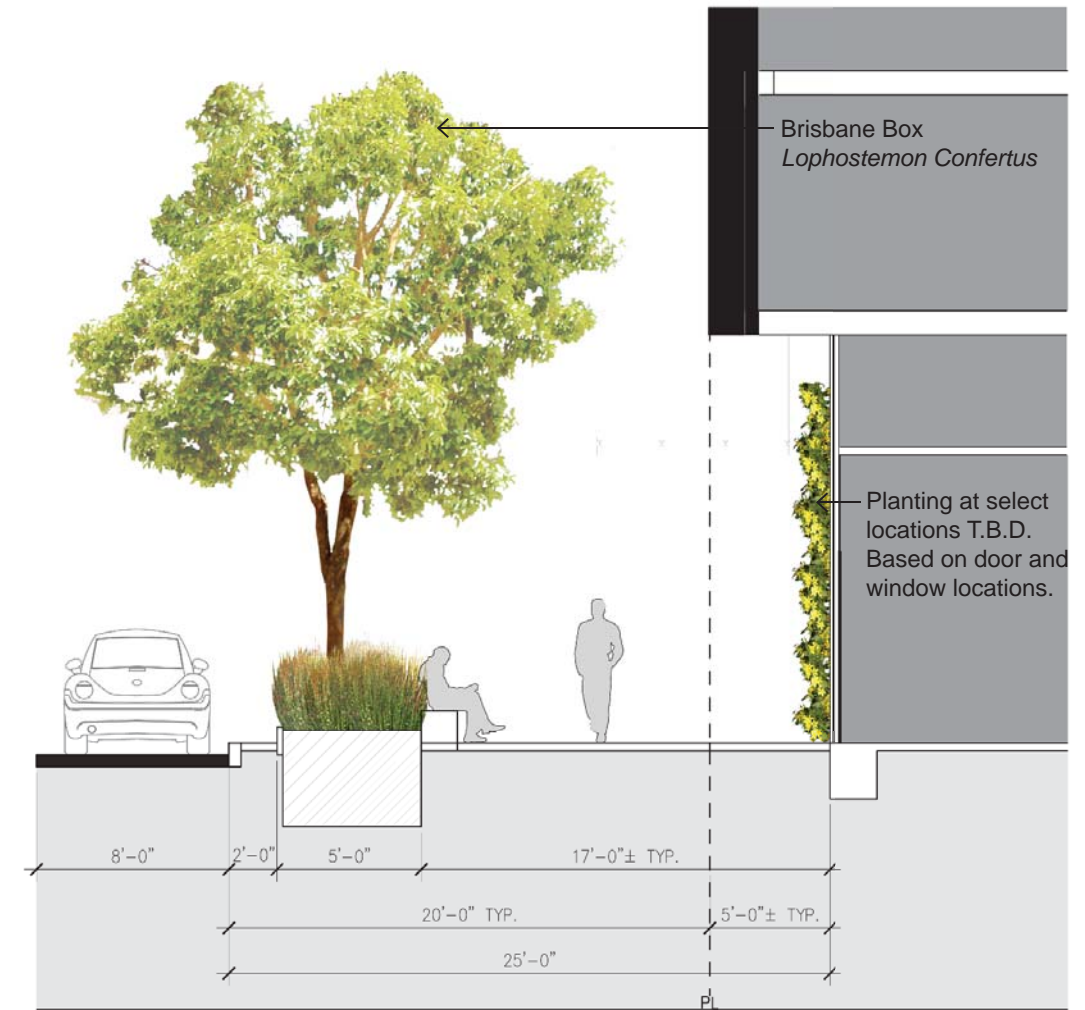 Brisbane Box
Lophostemon Confertus
Planting at select
locations T.B.D.
Based on door and
window locations.
8'-0"
2'-0"
5'-0"
17'-0"± TYP.
20'-0" TYP.
5'-0"± TYP.
25'-0"
PL